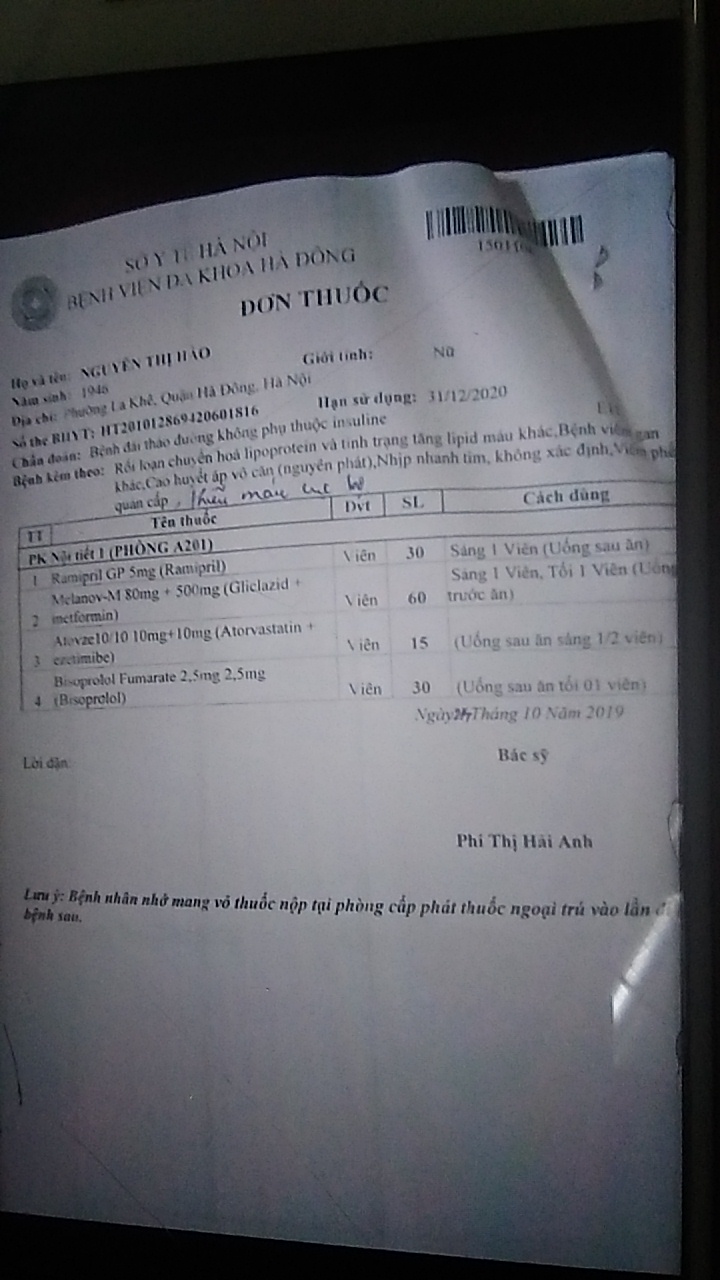 SỞ Y TẾ HÀ NỘI
BỆNH VIỆN ĐA KHOA HÀ ĐÔNG
ĐƠN THUỐC
Họ và tên: NGUYỄN THỊ HẢO Giới tính: Nữ
Năm sinh: 1946
Địa chỉ: Phường La Khê, Quận Hà Đông, Hà Nội
Số thẻ BHYT: HT201012869420601816 Hạn sử dụng: 31/12/2020
Chẩn đoán: Bệnh đái tháo đường không phụ thuộc insuline
Bệnh kèm theo: Rối loạn chuyển hoá lipoprotein và tình trạng tăng lipid máu khác,Bệnh viêm gan
khác,Cao huyết áp vô căn (nguyên phát),Nhịp nhanh tim, không xác định,Viêm phế
quản cấp, thiếu máu cục bộ
TT Tên thuốc Dvt SL Cách dùng
PK Nội tiết 1 (PHÒNG A201)
1 Ramipril GP 5mg (Ramipril) Viên 30 Sáng 1 Viên (Uống sau ăn)
Melanov-M 80mg + 500mg (Gliclazid + Sáng 1 Viên, Tối 1 Viên (Uống
2 metformin) Viên 60 trước ăn)
Atovze10/10 10mg+10mg (Atorvastatin +
3 ezetimibe) Viên 15 (Uống sau ăn sáng 1/2 viên)
Bisoprolol Fumarate 2,5mg 2,5mg
4 (Bisoprolol) Viên 30 (Uống sau ăn tối 01 viên)
Ngày Tháng 10 Năm 2019
Lời dặn: Bác sỹ
Phí Thị Hải Anh
Lưu ý: Bệnh nhân nhớ mang vỏ thuốc nộp tại phòng cấp phát thuốc ngoại trú vào lần
bệnh sau.